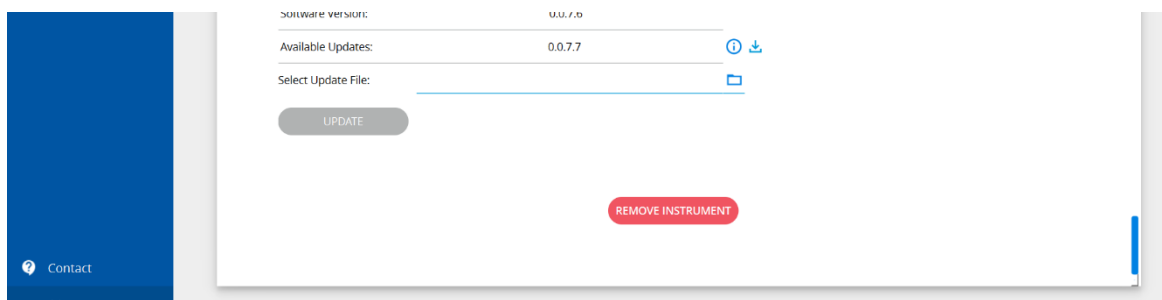 Software Version: 0.0.7.6
Available Updates: 0.0.7.7
Select Update File:
UPDATE
REMOVE INSTRUMENT
Contact